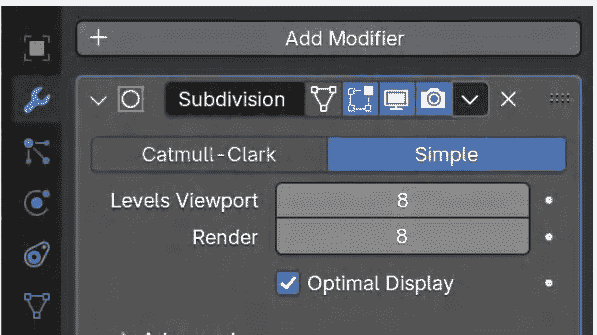 Add Modifier
Subdivision
Catmull-Clark Simple
Levels Viewport 8
Render 8
Optimal Display